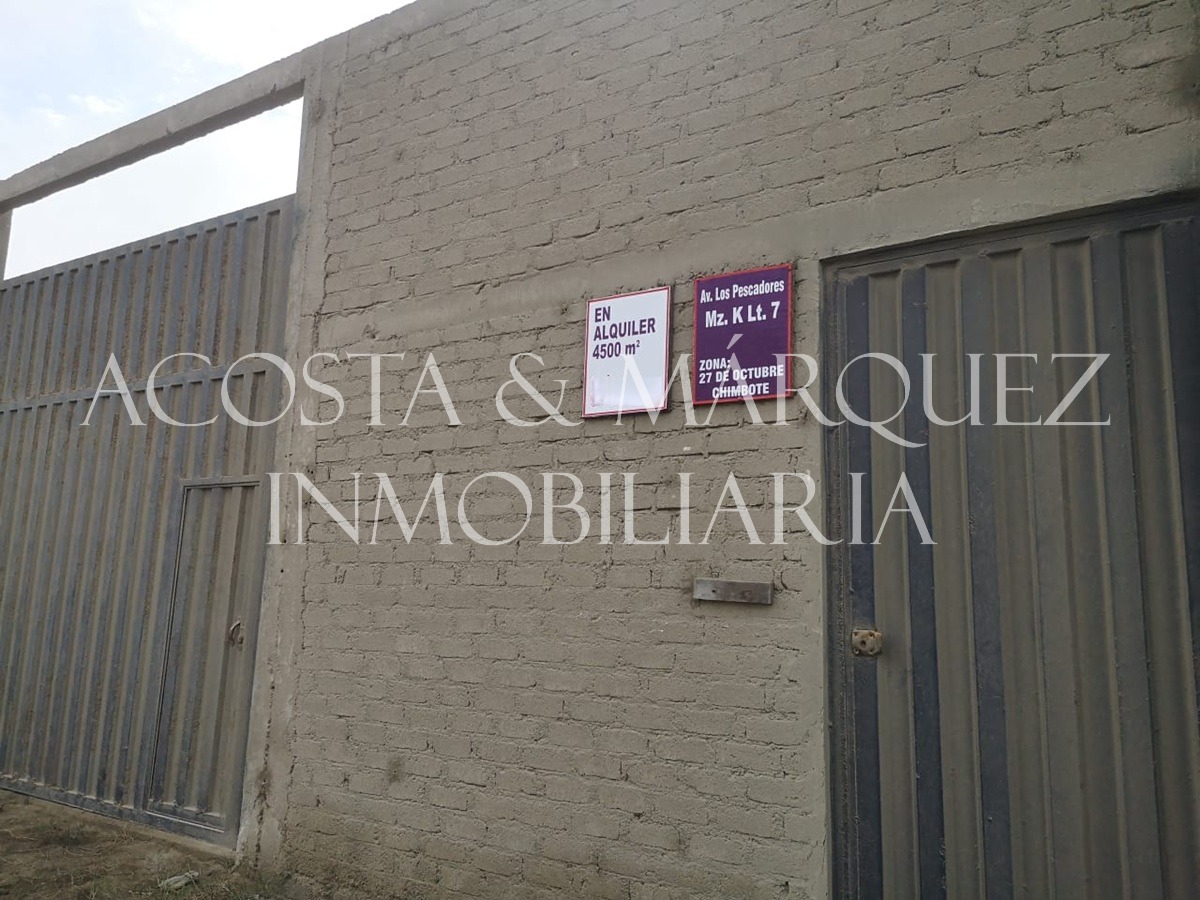 EN
ALQUILER
4500 m²
Av. Los Pescadores
Mz. K Lt. 7
ZONA:
27 DE OCTUBRE
CHIMBOTE
ACOSTA & MÁRQUEZ
INMOBILIARIA